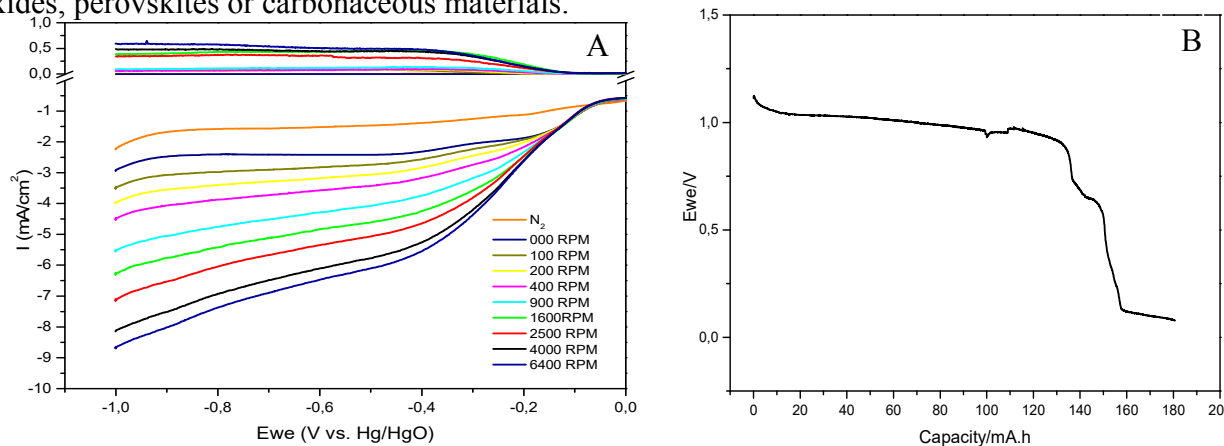 xides, perovskites or carbonaceous materials.
A
1,0
0,5
0,0
-1
-2
-3
-4
-5
-6
-7
-8
-9
-10
I (mA/cm²)
N₂
000 RPM
100 RPM
200 RPM
400 RPM
900 RPM
1600RPM
2500 RPM
4000 RPM
6400 RPM
-1,0 -0,8 -0,6 -0,4 -0,2 0,0
Ewe (V vs. Hg/HgO)
B
1,5
1,0
0,5
0,0
Ewe/V
0 20 40 60 80 100 120 140 160 180 20
Capacity/mA.h